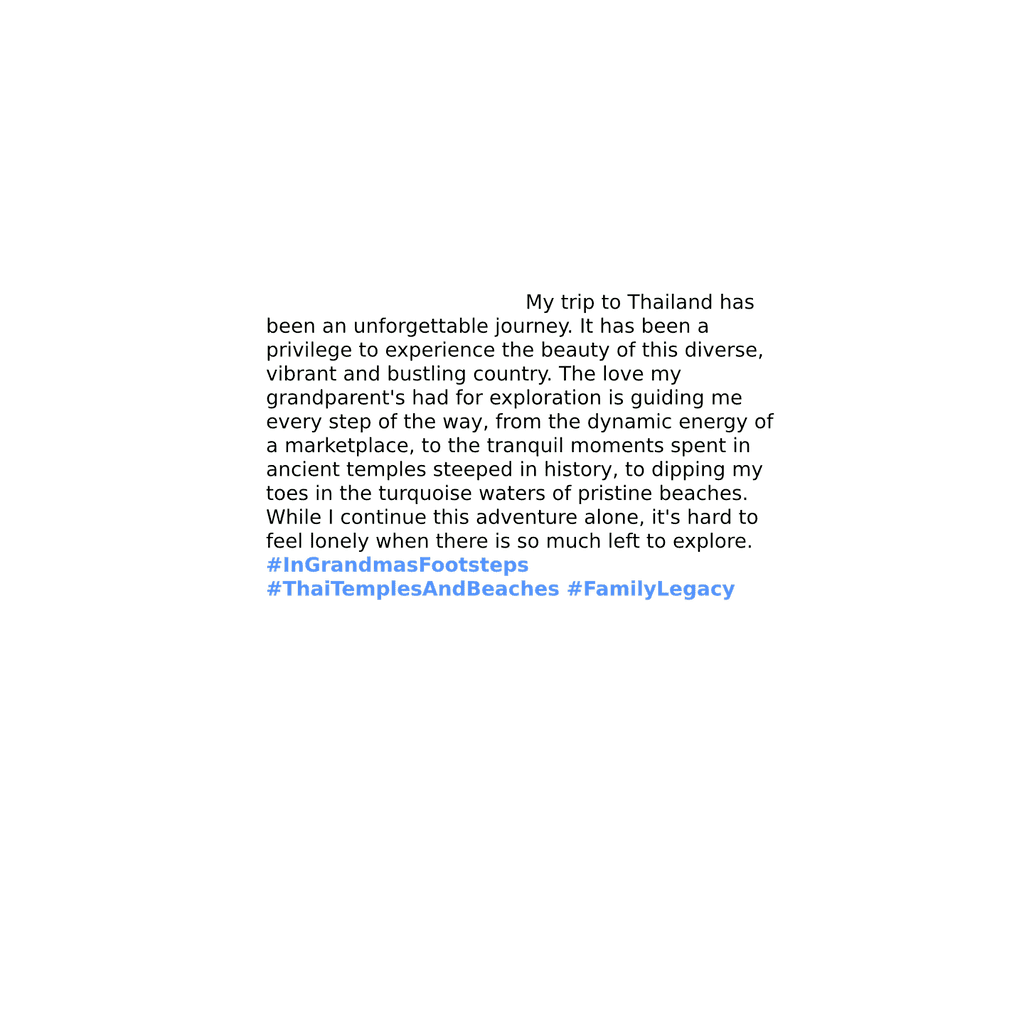 My trip to Thailand has
been an unforgettable journey. It has been a
privilege to experience the beauty of this diverse,
vibrant and bustling country. The love my
grandparent's had for exploration is guiding me
every step of the way, from the dynamic energy of
a marketplace, to the tranquil moments spent in
ancient temples steeped in history, to dipping my
toes in the turquoise waters of pristine beaches.
While I continue this adventure alone, it's hard to
feel lonely when there is so much left to explore.
#InGrandmasFootsteps
#ThaiTemplesAndBeaches #FamilyLegacy